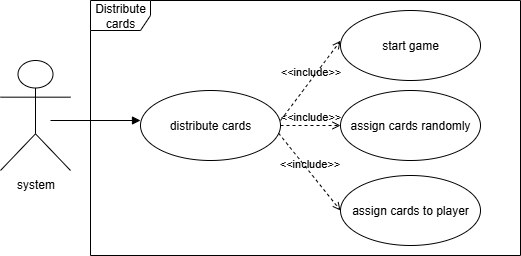 Distribute
cards
start game
<<include>>
distribute cards
<<include>>
assign cards randomly
<<include>>
system
assign cards to player